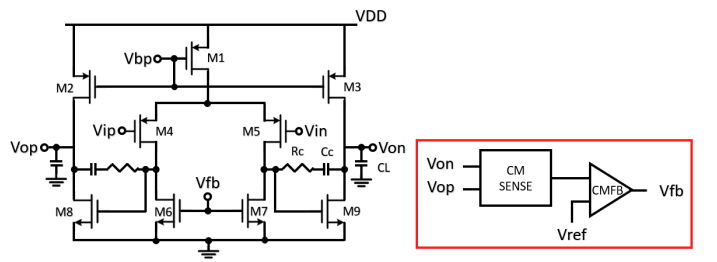 VDD
Vbp
M1
M2
M3
Vip
M4
M5
Vin
Vop
Von
Rc
Cc
CL
Vfb
M8
M6
M7
M9
Von
Vop
CM
SENSE
CMFB
Vfb
Vref